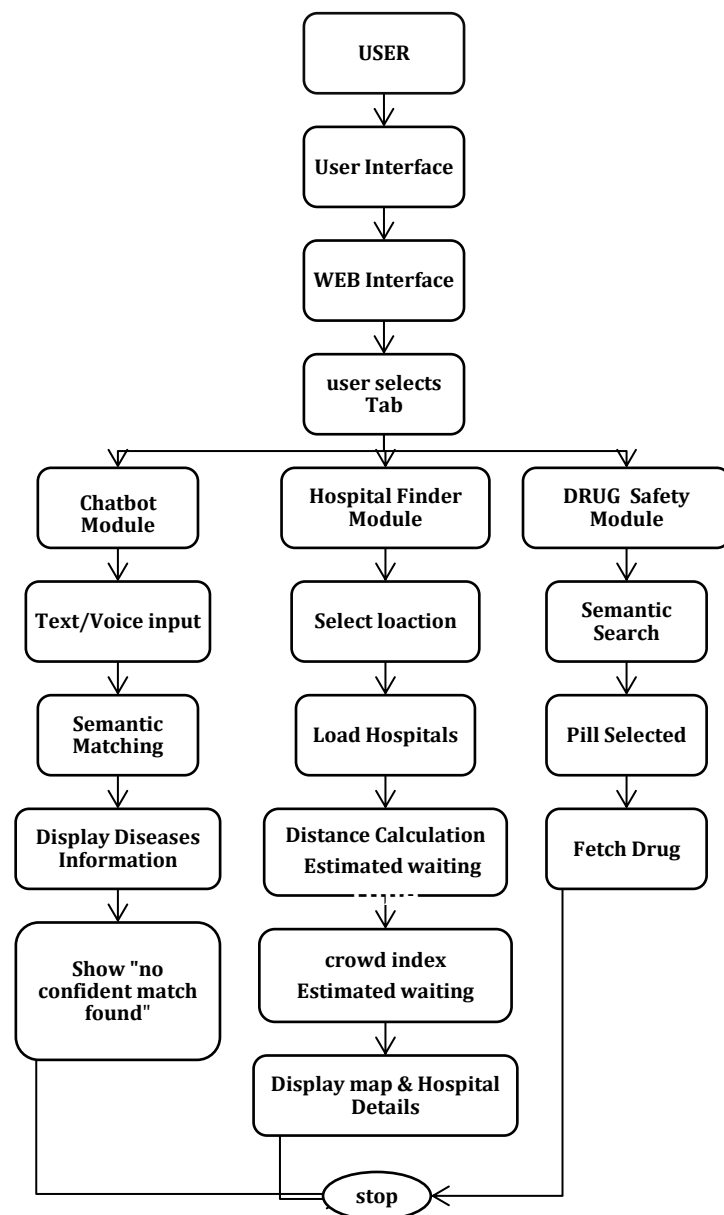 USER
User Interface
WEB Interface
user selects
Tab
Chatbot
Module
Hospital Finder
Module
DRUG Safety
Module
Text/Voice input
Select loaction
Semantic
Search
Semantic
Matching
Load Hospitals
Pill Selected
Display Diseases
Information
Distance Calculation
Estimated waiting
Fetch Drug
Show "no
confident match
found"
crowd index
Estimated waiting
Display map & Hospital
Details
stop